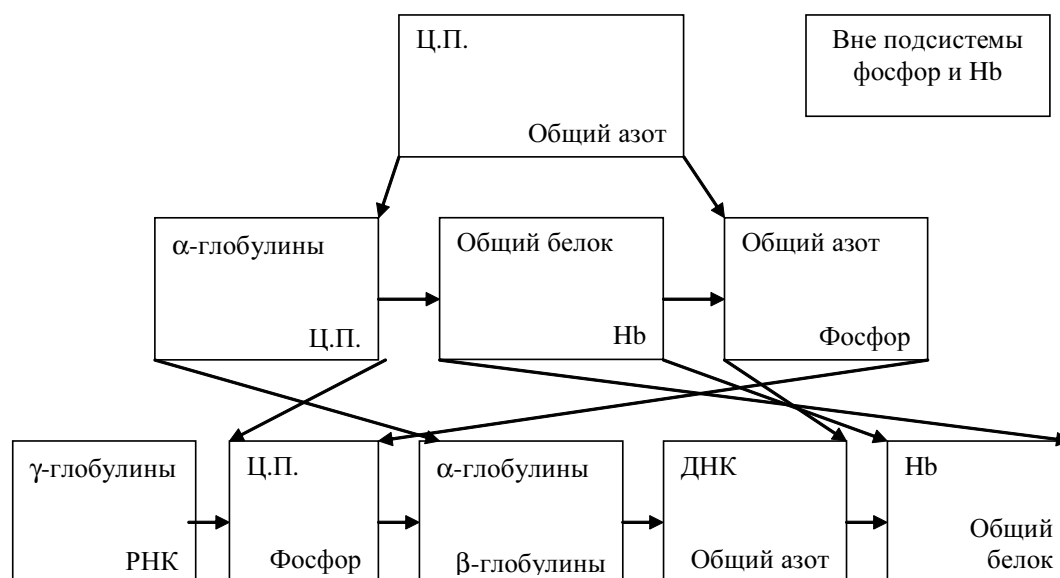 Ц.П.
Общий азот
Вне подсистемы
фосфор и Hb
α-глобулины
Ц.П.
Общий белок
Hb
Общий азот
Фосфор
γ-глобулины
РНК
Ц.П.
Фосфор
α-глобулины
β-глобулины
ДНК
Общий азот
Hb
Общий
белок